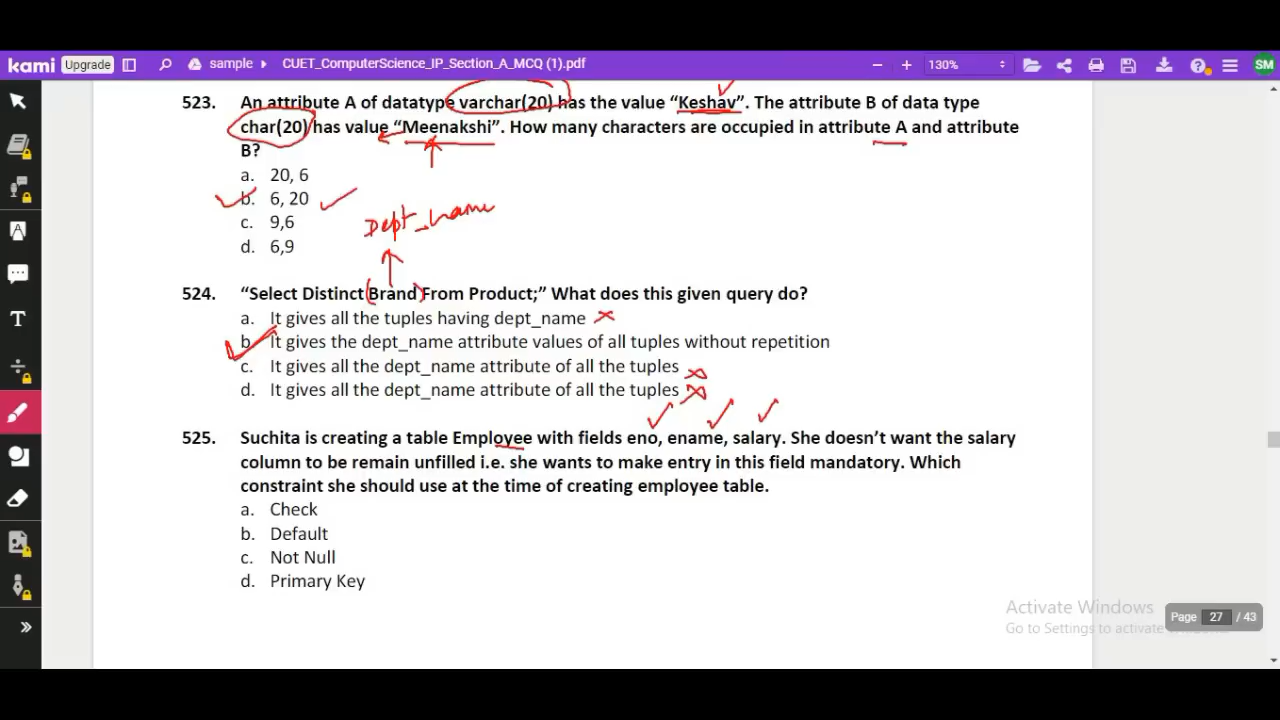 kami Upgrade sample CUET_ComputerScience_IP_Section_A_MCQ (1).pdf 130% SM
523. An attribute A of datatype varchar(20) has the value “Keshav”. The attribute B of data type
char(20) has value “Meenakshi”. How many characters are occupied in attribute A and attribute
B?
a. 20, 6
b. 6, 20
c. 9,6
d. 6,9
Dept_name
524. “Select Distinct (Brand) From Product;” What does this given query do?
a. It gives all the tuples having dept_name
b. It gives the dept_name attribute values of all tuples without repetition
c. It gives all the dept_name attribute of all the tuples
d. It gives all the dept_name attribute of all the tuples
525. Suchita is creating a table Employee with fields eno, ename, salary. She doesn’t want the salary
column to be remain unfilled i.e. she wants to make entry in this field mandatory. Which
constraint she should use at the time of creating employee table.
a. Check
b. Default
c. Not Null
d. Primary Key
Activate Windows
Go to Settings to activate
Page 27 / 43